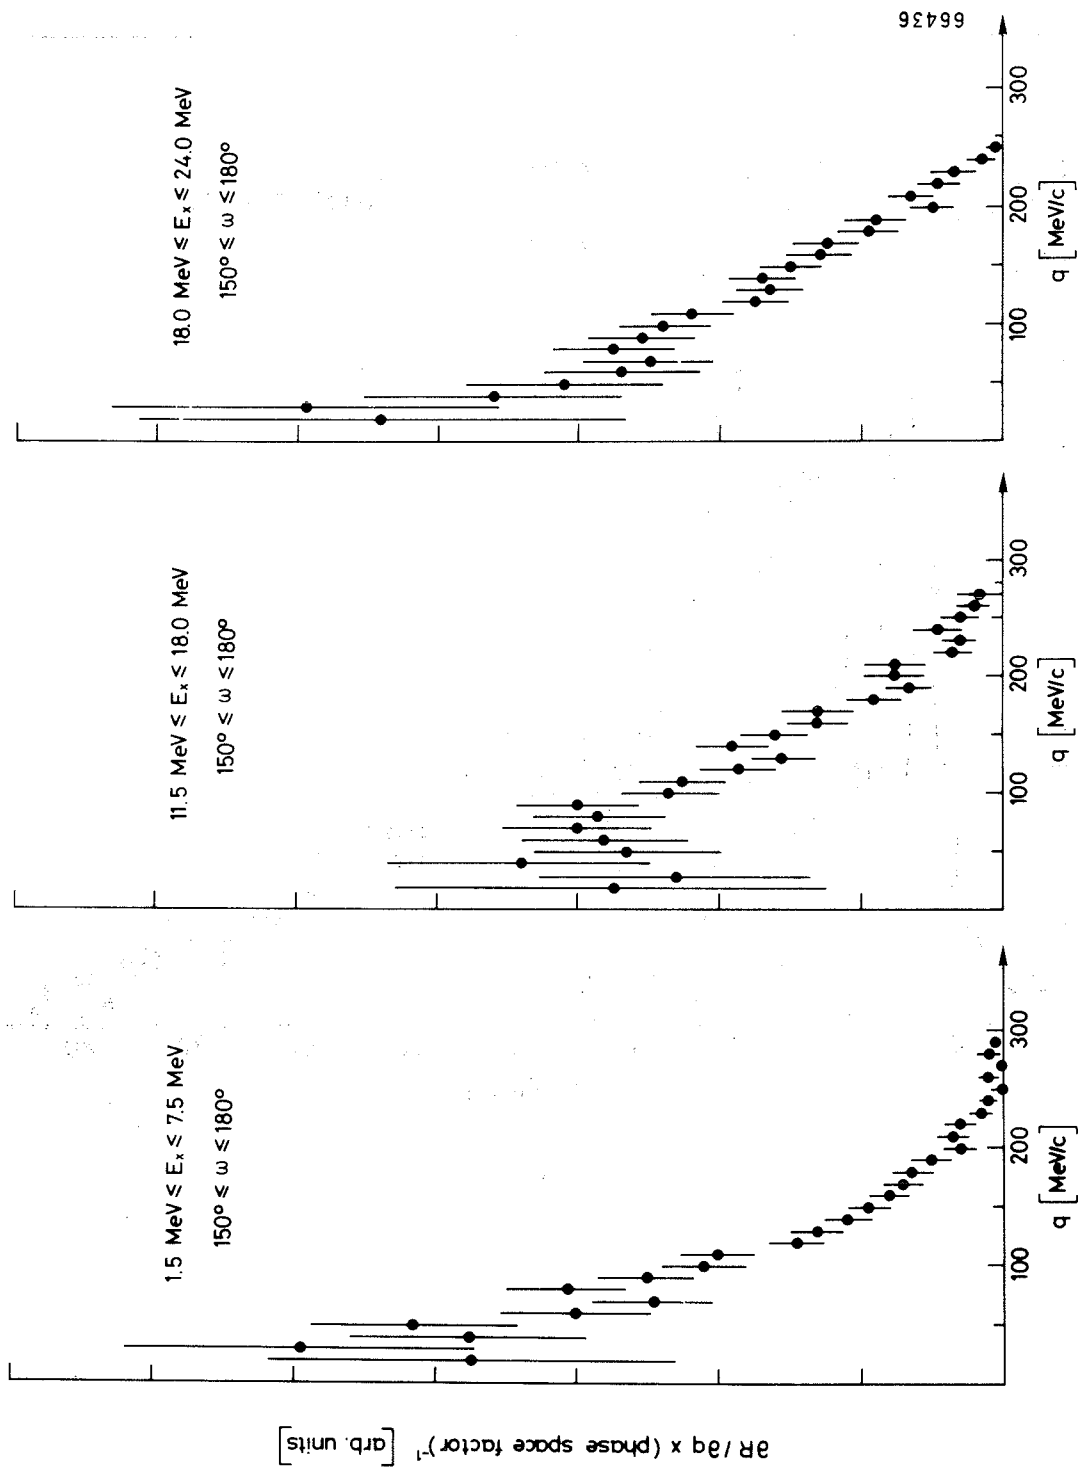 ∂R/∂q x (phase space factor)⁻¹ [arb. units]
1.5 MeV ⩽ Eₓ ⩽ 7.5 MeV
150° ⩽ ω ⩽ 180°
100
200
300
q [MeV/c]
11.5 MeV ⩽ Eₓ ⩽ 18.0 MeV
150° ⩽ ω ⩽ 180°
100
200
300
q [MeV/c]
18.0 MeV ⩽ Eₓ ⩽ 24.0 MeV
150° ⩽ ω ⩽ 180°
100
200
300
q [MeV/c]
66436